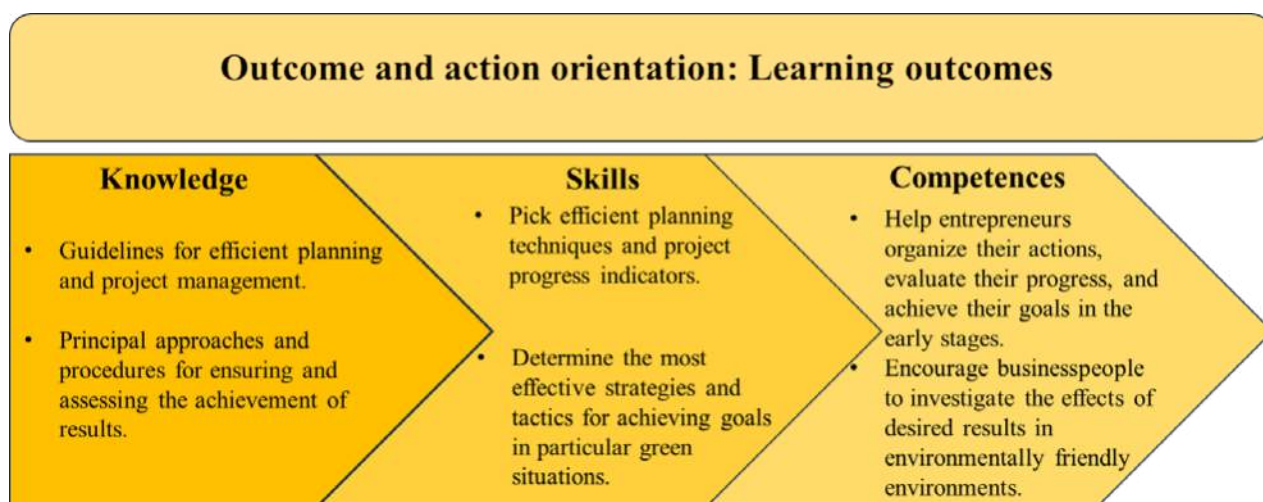 Outcome and action orientation: Learning outcomes
Knowledge
• Guidelines for efficient planning
and project management.
• Principal approaches and
procedures for ensuring and
assessing the achievement of
results.
Skills
• Pick efficient planning
techniques and project
progress indicators.
• Determine the most
effective strategies and
tactics for achieving goals
in particular green
situations.
Competences
• Help entrepreneurs
organize their actions,
evaluate their progress, and
achieve their goals in the
early stages.
• Encourage businesspeople
to investigate the effects of
desired results in
environmentally friendly
environments.